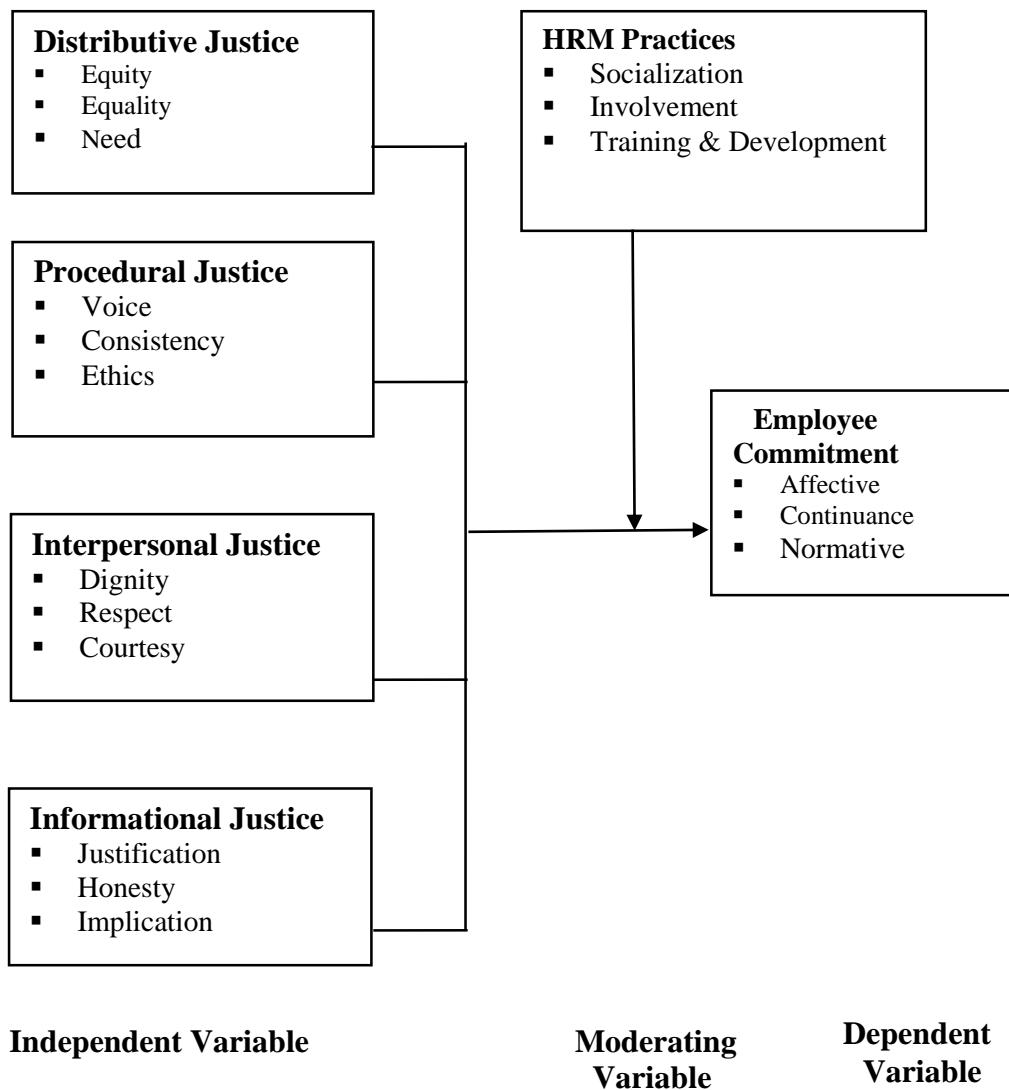 Distributive Justice
▪ Equity
▪ Equality
▪ Need
HRM Practices
▪ Socialization
▪ Involvement
▪ Training & Development
Procedural Justice
▪ Voice
▪ Consistency
▪ Ethics
Employee
Commitment
▪ Affective
▪ Continuance
▪ Normative
Interpersonal Justice
▪ Dignity
▪ Respect
▪ Courtesy
Informational Justice
▪ Justification
▪ Honesty
▪ Implication
Independent Variable
Moderating
Variable
Dependent
Variable